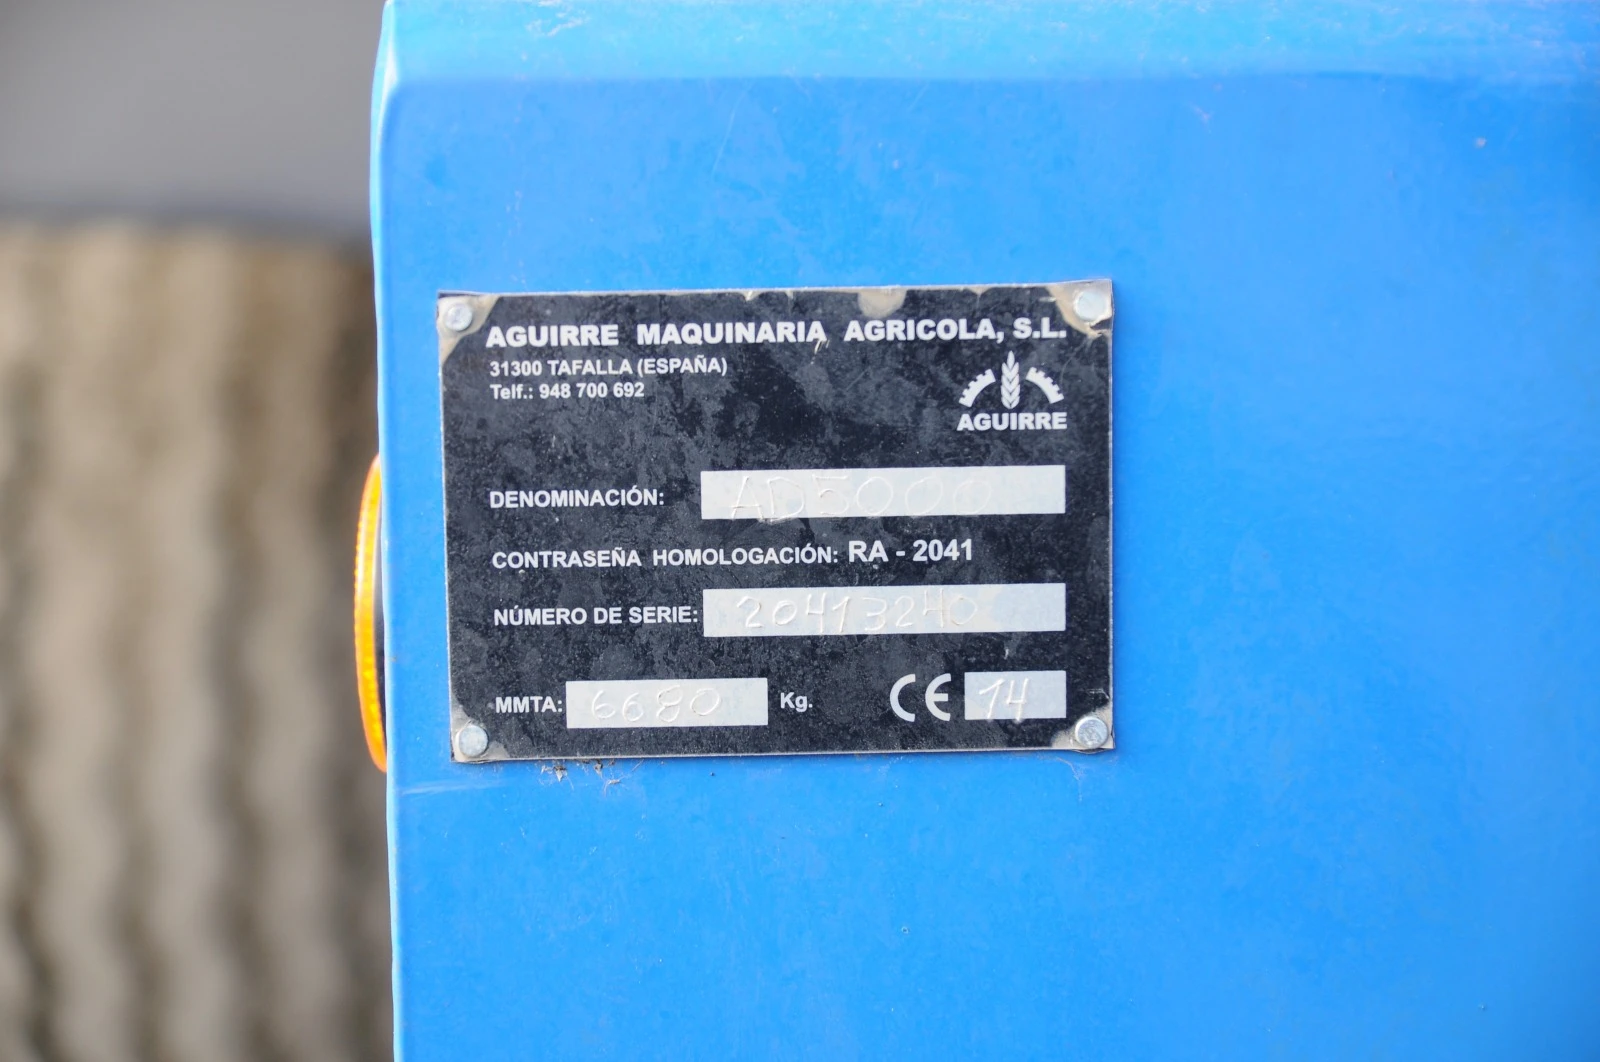 AGUIRRE MAQUINARIA AGRICOLA, S.L.
31300 TAFALLA (ESPAÑA)
Telf.: 948 700 692
AGUIRRE
DENOMINACIÓN: AD5000
CONTRASEÑA HOMOLOGACIÓN: RA - 2041
NÚMERO DE SERIE: 20413240
MMTA: 6680 Kg. CE 14